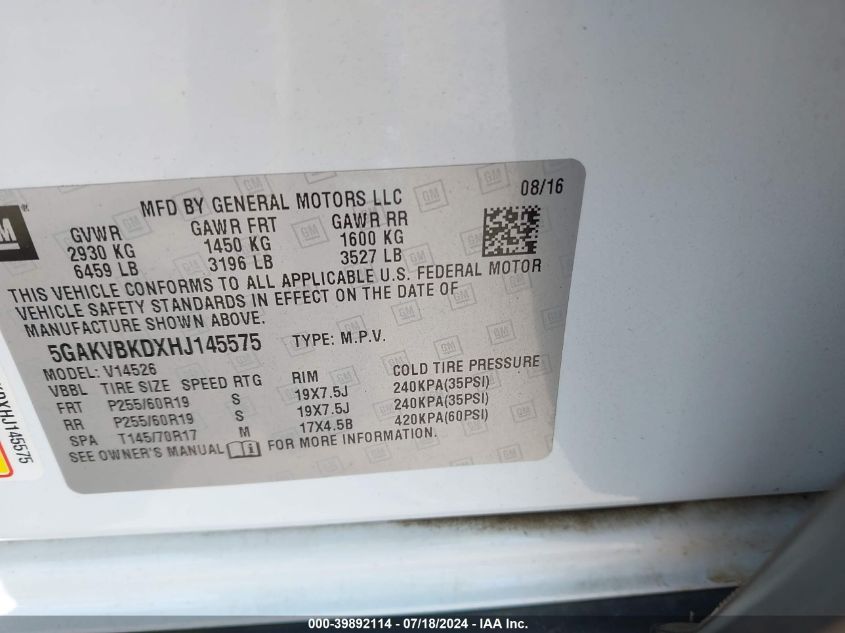 GM
MFD BY GENERAL MOTORS LLC 08/16
GVWR GAWR FRT GAWR RR
2930 KG 1450 KG 1600 KG
6459 LB 3196 LB 3527 LB
THIS VEHICLE CONFORMS TO ALL APPLICABLE U.S. FEDERAL MOTOR
VEHICLE SAFETY STANDARDS IN EFFECT ON THE DATE OF
MANUFACTURE SHOWN ABOVE.
5GAKVBKDXHJ145575 TYPE: M.P.V.
MODEL: V14526
VBBL TIRE SIZE SPEED RTG RIM COLD TIRE PRESSURE
FRT P255/60R19 S 19X7.5J 240KPA(35PSI)
RR P255/60R19 S 19X7.5J 240KPA(35PSI)
SPA T145/70R17 M 17X4.5B 420KPA(60PSI)
SEE OWNER'S MANUAL FOR MORE INFORMATION.
DXHJ145575
000-39892114 - 07/18/2024 - IAA Inc.